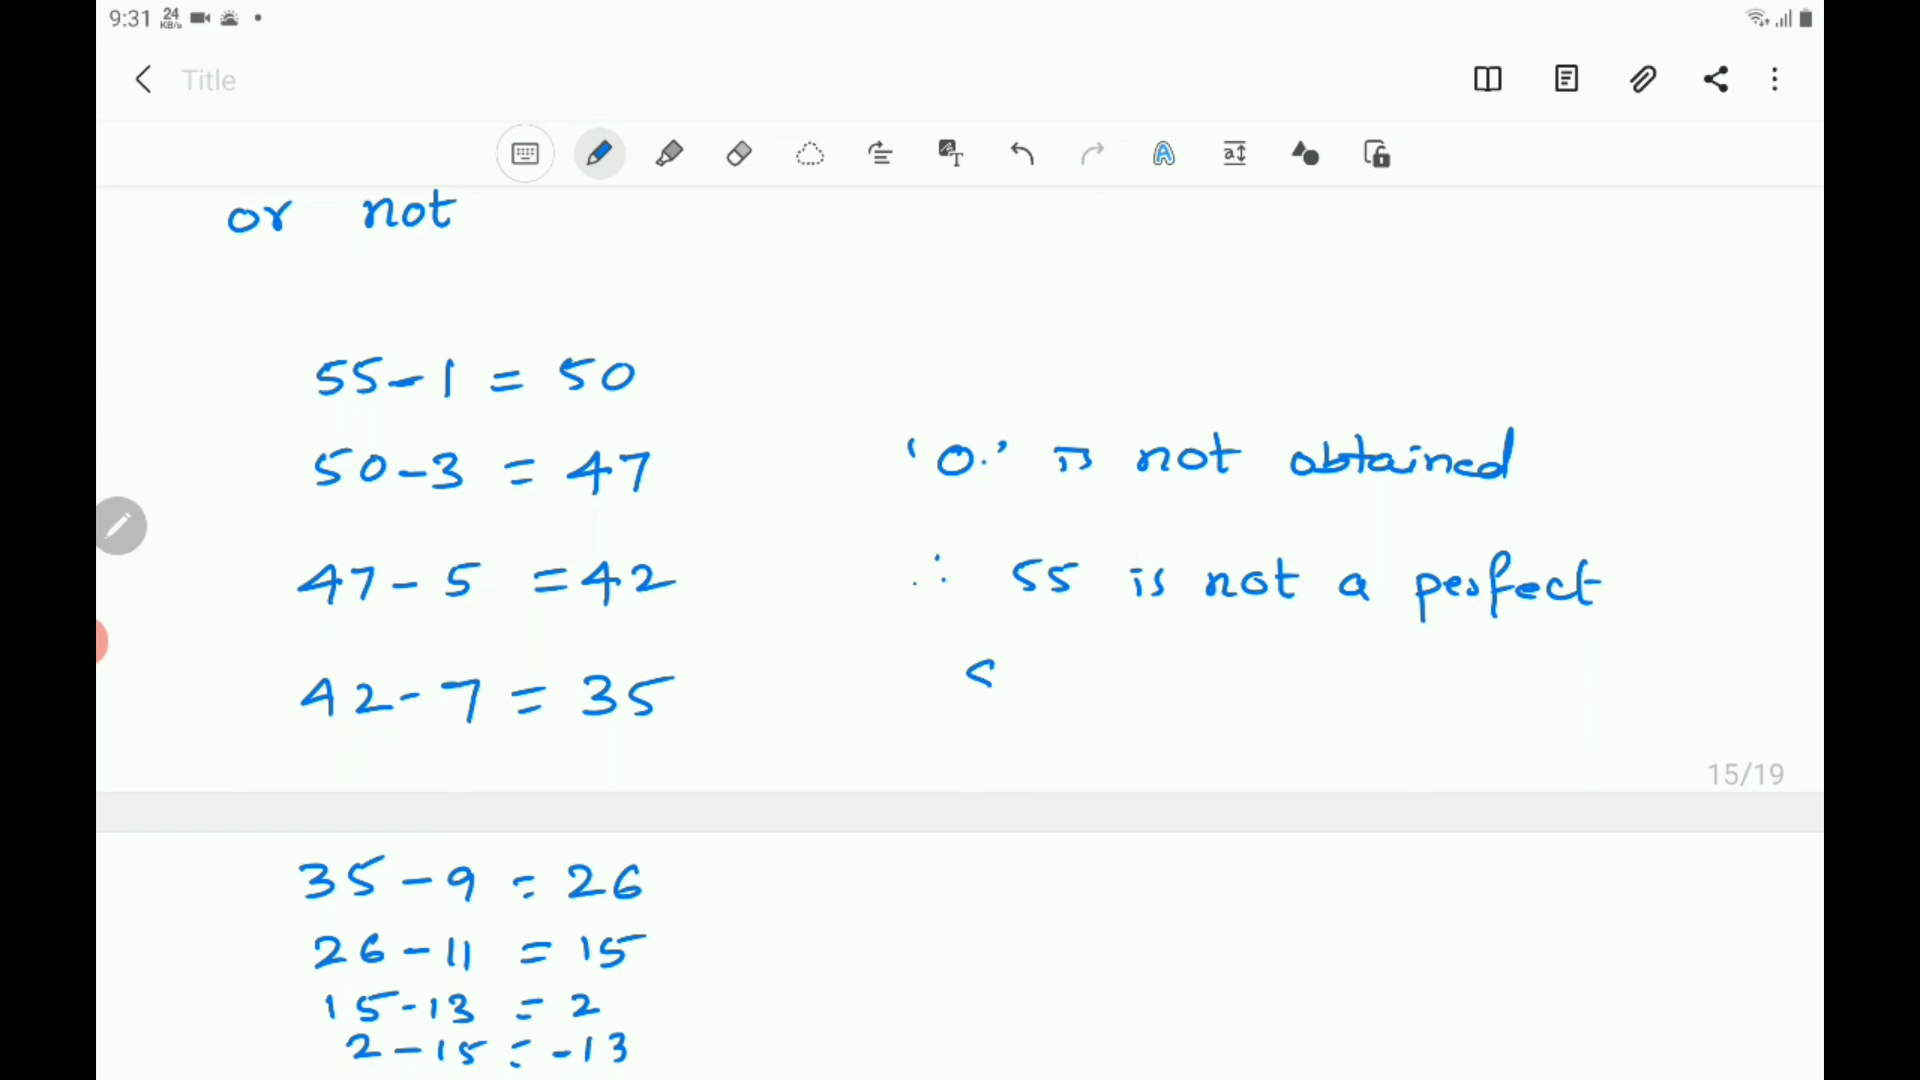 9:31 24 KB/s
Title
or not
55-1 = 50
50-3 = 47
'0.' is not obtained
47-5 = 42
∴ 55 is not a perfect
S
42-7 = 35
15/19
35-9 = 26
26-11 = 15
15-13 = 2
2-15 = -13